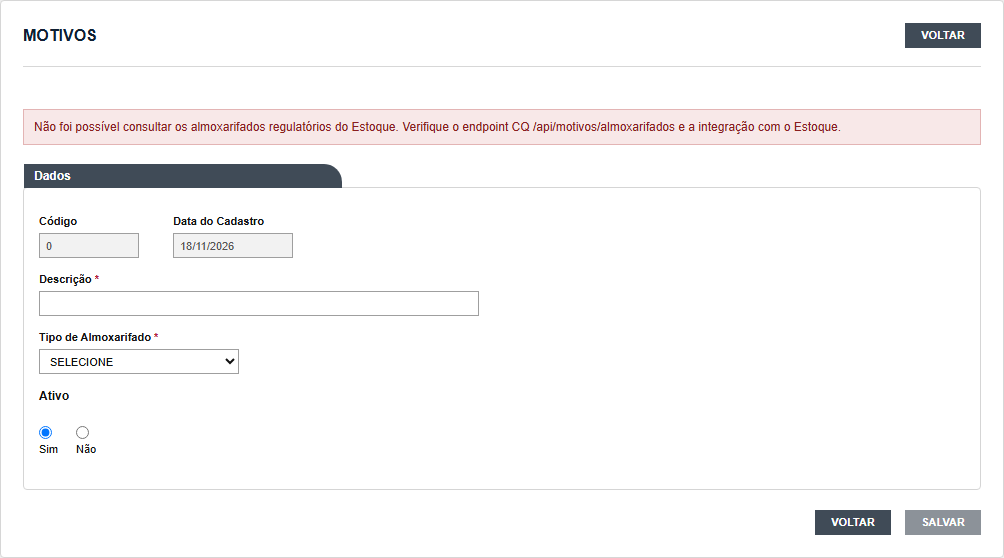 MOTIVOS
VOLTAR
Não foi possível consultar os almoxarifados regulatórios do Estoque. Verifique o endpoint CQ /api/motivos/almoxarifados e a integração com o Estoque.
Dados
Código
Data do Cadastro
0
18/11/2026
Descrição *
Tipo de Almoxarifado *
SELECIONE
Ativo
Sim
Não
VOLTAR
SALVAR